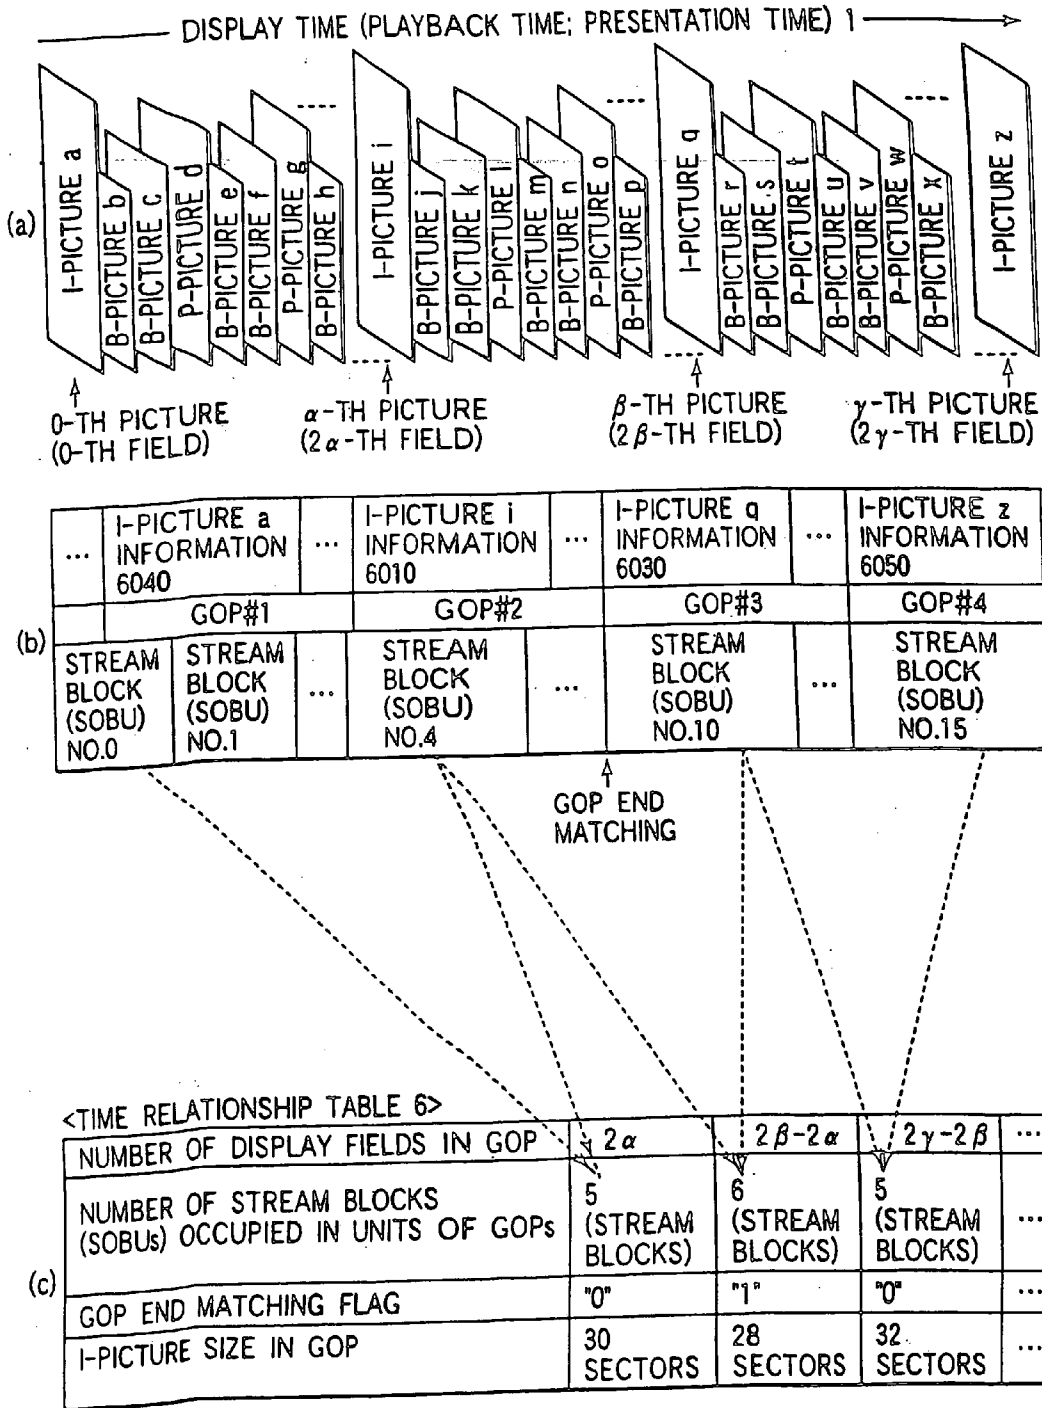 DISPLAY TIME (PLAYBACK TIME; PRESENTATION TIME) 1
(a)
I-PICTURE a
B-PICTURE b
B-PICTURE c
P-PICTURE d
B-PICTURE e
B-PICTURE f
P-PICTURE g
B-PICTURE h
I-PICTURE i
B-PICTURE j
B-PICTURE k
P-PICTURE l
B-PICTURE m
B-PICTURE n
P-PICTURE o
B-PICTURE p
I-PICTURE q
B-PICTURE r
B-PICTURE s
P-PICTURE t
B-PICTURE u
B-PICTURE v
P-PICTURE w
B-PICTURE x
I-PICTURE z
0-TH PICTURE
(0-TH FIELD)
α-TH PICTURE
(2α-TH FIELD)
β-TH PICTURE
(2β-TH FIELD)
γ-TH PICTURE
(2γ-TH FIELD)
(b)
...
I-PICTURE a
INFORMATION
6040
...
I-PICTURE i
INFORMATION
6010
...
I-PICTURE q
INFORMATION
6030
...
I-PICTURE z
INFORMATION
6050
GOP#1
GOP#2
GOP#3
GOP#4
STREAM
BLOCK
(SOBU)
NO.0
STREAM
BLOCK
(SOBU)
NO.1
...
STREAM
BLOCK
(SOBU)
NO.4
...
STREAM
BLOCK
(SOBU)
NO.10
...
STREAM
BLOCK
(SOBU)
NO.15
GOP END
MATCHING
(c)
<TIME RELATIONSHIP TABLE 6>
NUMBER OF DISPLAY FIELDS IN GOP
2α
2β-2α
2γ-2β
...
NUMBER OF STREAM BLOCKS
(SOBUs) OCCUPIED IN UNITS OF GOPs
5
(STREAM
BLOCKS)
6
(STREAM
BLOCKS)
5
(STREAM
BLOCKS)
...
GOP END MATCHING FLAG
"0"
"1"
"0"
...
I-PICTURE SIZE IN GOP
30
SECTORS
28
SECTORS
32
SECTORS
...